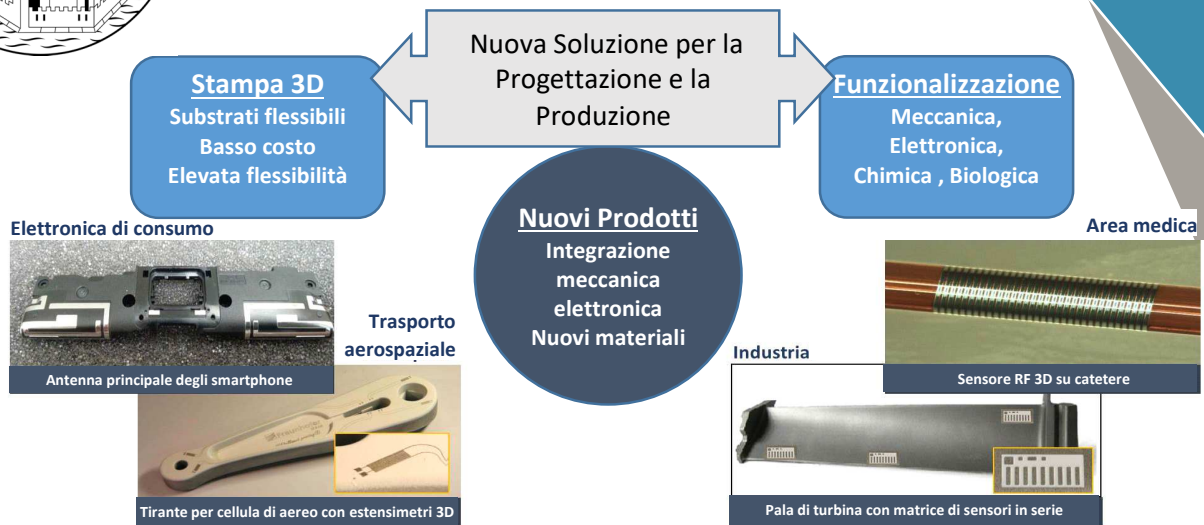 Nuova Soluzione per la
Progettazione e la
Produzione
Stampa 3D
Substrati flessibili
Basso costo
Elevata flessibilità
Funzionalizzazione
Meccanica,
Elettronica,
Chimica , Biologica
Nuovi Prodotti
Integrazione
meccanica
elettronica
Nuovi materiali
Elettronica di consumo
Antenna principale degli smartphone
Trasporto
aerospaziale
Tirante per cellula di aereo con estensimetri 3D
Area medica
Sensore RF 3D su catetere
Industria
Pala di turbina con matrice di sensori in serie